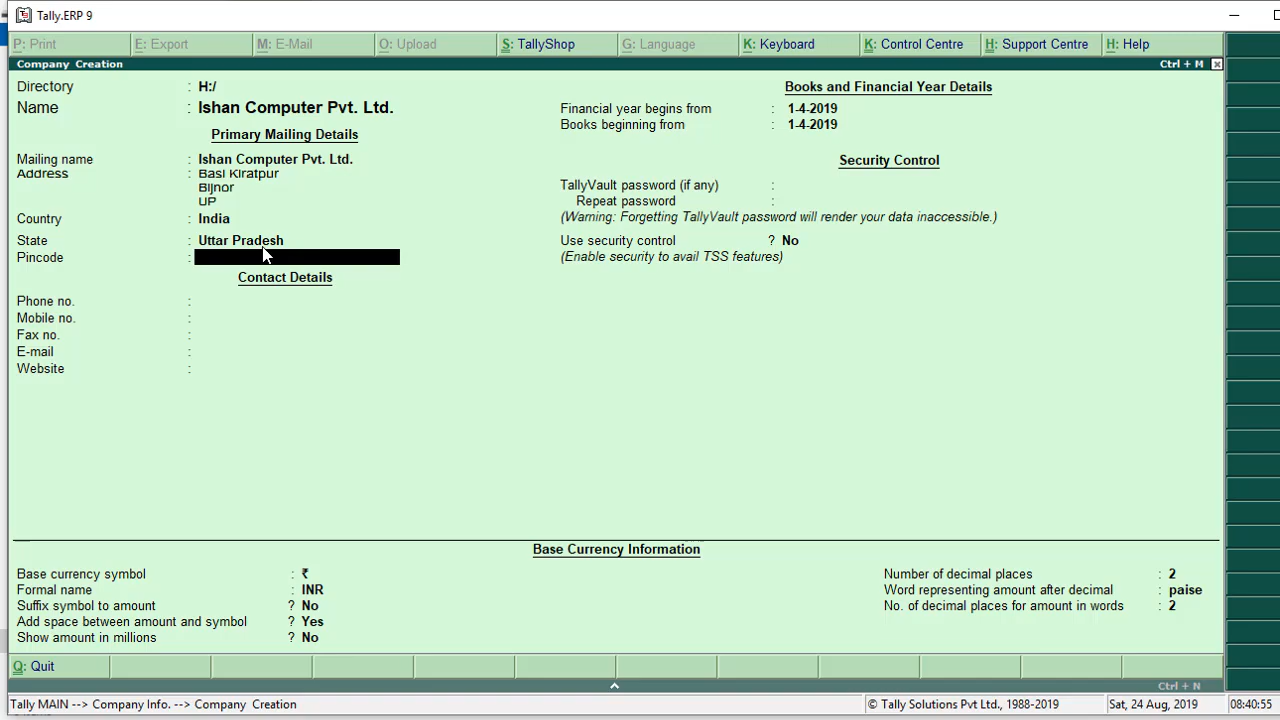 Tally.ERP 9
P: Print E: Export M: E-Mail O: Upload S: TallyShop G: Language K: Keyboard K: Control Centre H: Support Centre H: Help
Company Creation Ctrl + M
Directory : H:/
Name : Ishan Computer Pvt. Ltd.
Primary Mailing Details
Mailing name : Ishan Computer Pvt. Ltd.
Address : Basi Kiratpur
Bijnor
UP
Country : India
State : Uttar Pradesh
Pincode :
Contact Details
Phone no. :
Mobile no. :
Fax no. :
E-mail :
Website :
Books and Financial Year Details
Financial year begins from : 1-4-2019
Books beginning from : 1-4-2019
Security Control
TallyVault password (if any) :
Repeat password :
(Warning: Forgetting TallyVault password will render your data inaccessible.)
Use security control ? No
(Enable security to avail TSS features)
Base Currency Information
Base currency symbol : ₹
Formal name : INR
Suffix symbol to amount ? No
Add space between amount and symbol ? Yes
Show amount in millions ? No
Number of decimal places : 2
Word representing amount after decimal : paise
No. of decimal places for amount in words : 2
Q: Quit
Ctrl + N
Tally MAIN --> Company Info. --> Company Creation © Tally Solutions Pvt Ltd., 1988-2019 Sat, 24 Aug, 2019 08:40:55